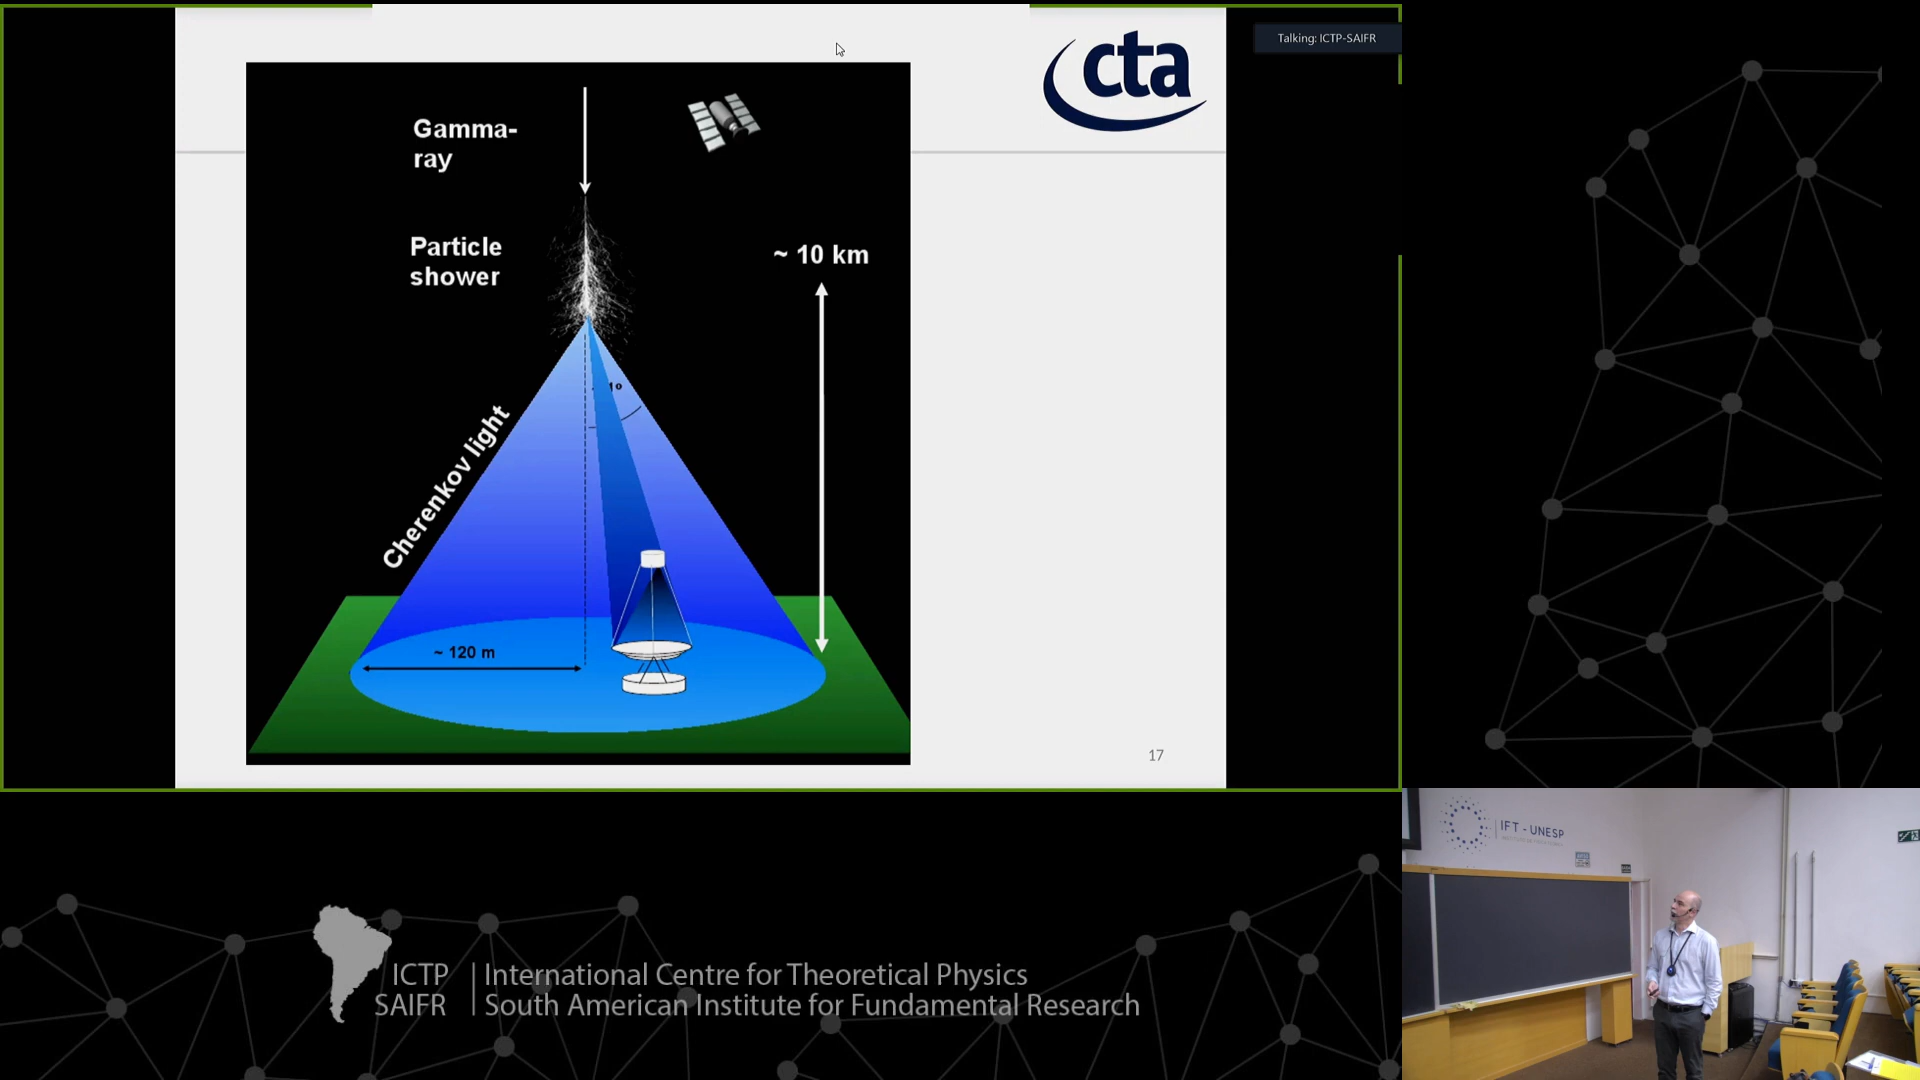 Talking: ICTP-SAIFR
cta
Gamma-
ray
Particle
shower
~ 10 km
1º
Cherenkov light
~ 120 m
17
IFT - UNESP
ICTP
SAIFR
International Centre for Theoretical Physics
South American Institute for Fundamental Research